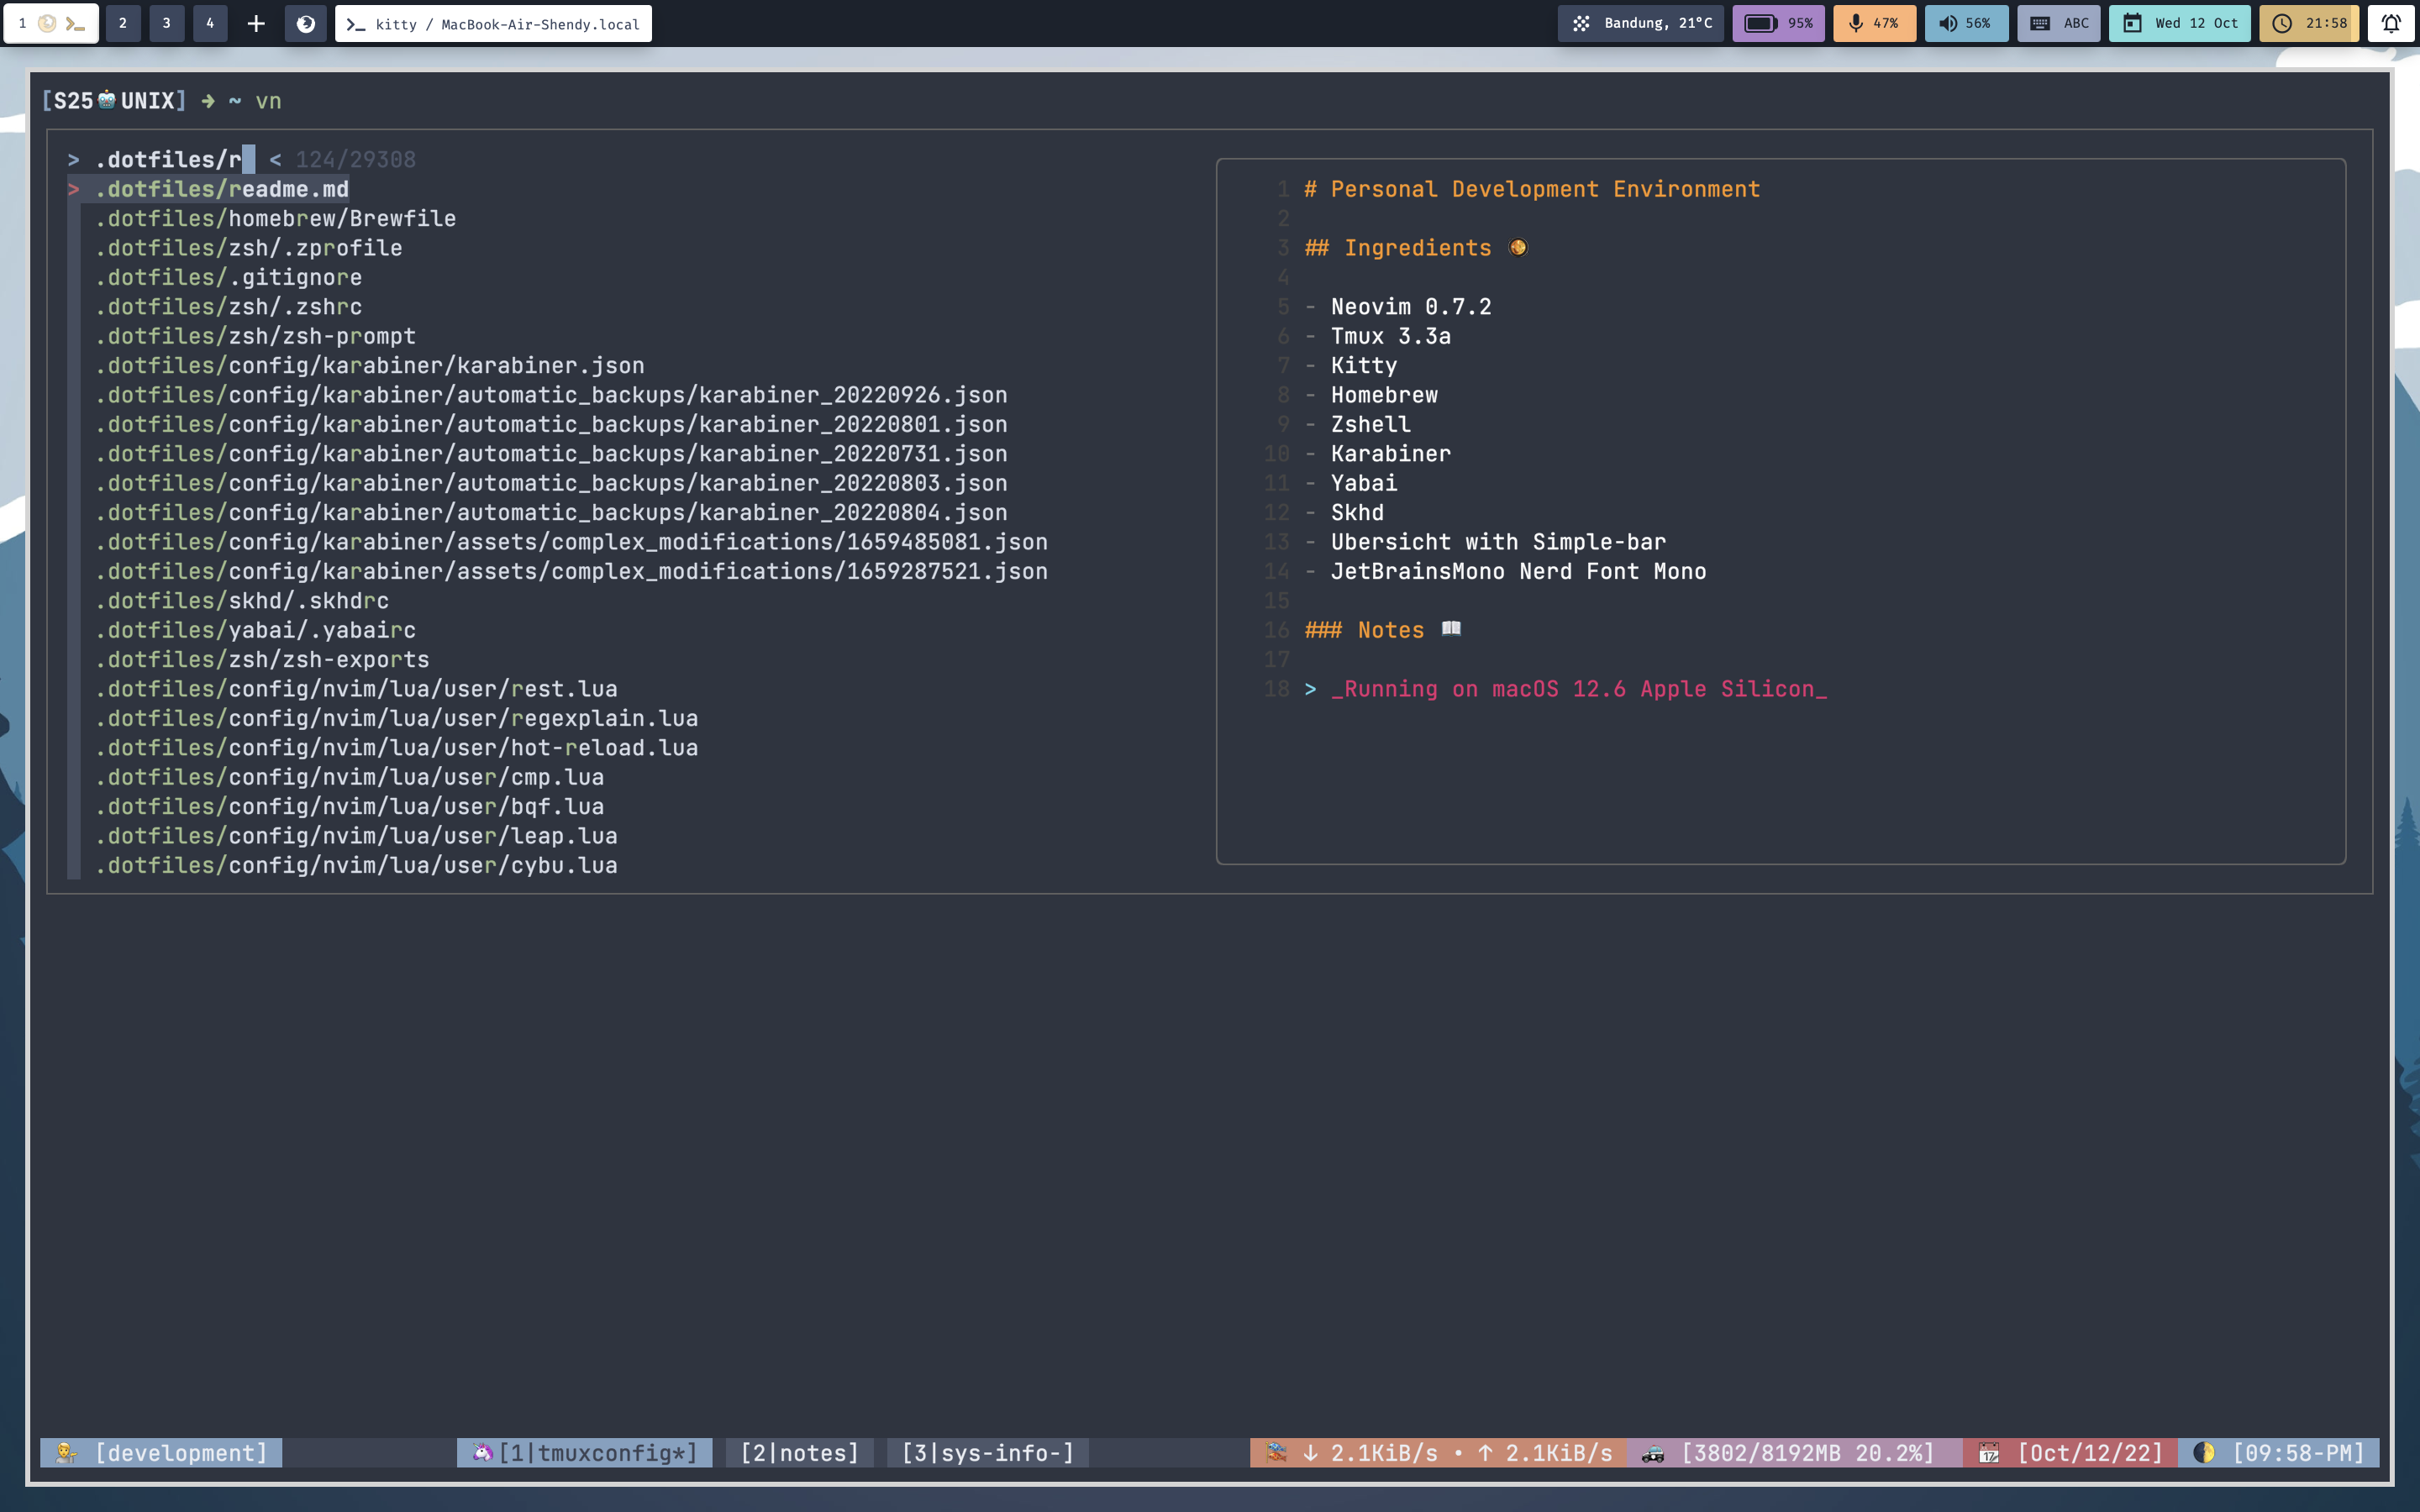 1 2 3 4 + kitty / MacBook-Air-Shendy.local Bandung, 21°C 95% 47% 56% ABC Wed 12 Oct 21:58
[S25🤖UNIX] → ~ vn
> .dotfiles/r < 124/29308
> .dotfiles/readme.md
.dotfiles/homebrew/Brewfile
.dotfiles/zsh/.zprofile
.dotfiles/.gitignore
.dotfiles/zsh/.zshrc
.dotfiles/zsh/zsh-prompt
.dotfiles/config/karabiner/karabiner.json
.dotfiles/config/karabiner/automatic_backups/karabiner_20220926.json
.dotfiles/config/karabiner/automatic_backups/karabiner_20220801.json
.dotfiles/config/karabiner/automatic_backups/karabiner_20220731.json
.dotfiles/config/karabiner/automatic_backups/karabiner_20220803.json
.dotfiles/config/karabiner/automatic_backups/karabiner_20220804.json
.dotfiles/config/karabiner/assets/complex_modifications/1659485081.json
.dotfiles/config/karabiner/assets/complex_modifications/1659287521.json
.dotfiles/skhd/.skhdrc
.dotfiles/yabai/.yabairc
.dotfiles/zsh/zsh-exports
.dotfiles/config/nvim/lua/user/rest.lua
.dotfiles/config/nvim/lua/user/regexplain.lua
.dotfiles/config/nvim/lua/user/hot-reload.lua
.dotfiles/config/nvim/lua/user/cmp.lua
.dotfiles/config/nvim/lua/user/bqf.lua
.dotfiles/config/nvim/lua/user/leap.lua
.dotfiles/config/nvim/lua/user/cybu.lua
1 # Personal Development Environment
2
3 ## Ingredients 🥘
4
5 - Neovim 0.7.2
6 - Tmux 3.3a
7 - Kitty
8 - Homebrew
9 - Zshell
10 - Karabiner
11 - Yabai
12 - Skhd
13 - Ubersicht with Simple-bar
14 - JetBrainsMono Nerd Font Mono
15
16 ### Notes 📖
17
18 > _Running on macOS 12.6 Apple Silicon_
[development] 🦄[1|tmuxconfig*] [2|notes] [3|sys-info-] ↓ 2.1KiB/s • ↑ 2.1KiB/s [3802/8192MB 20.2%] [Oct/12/22] [09:58-PM]